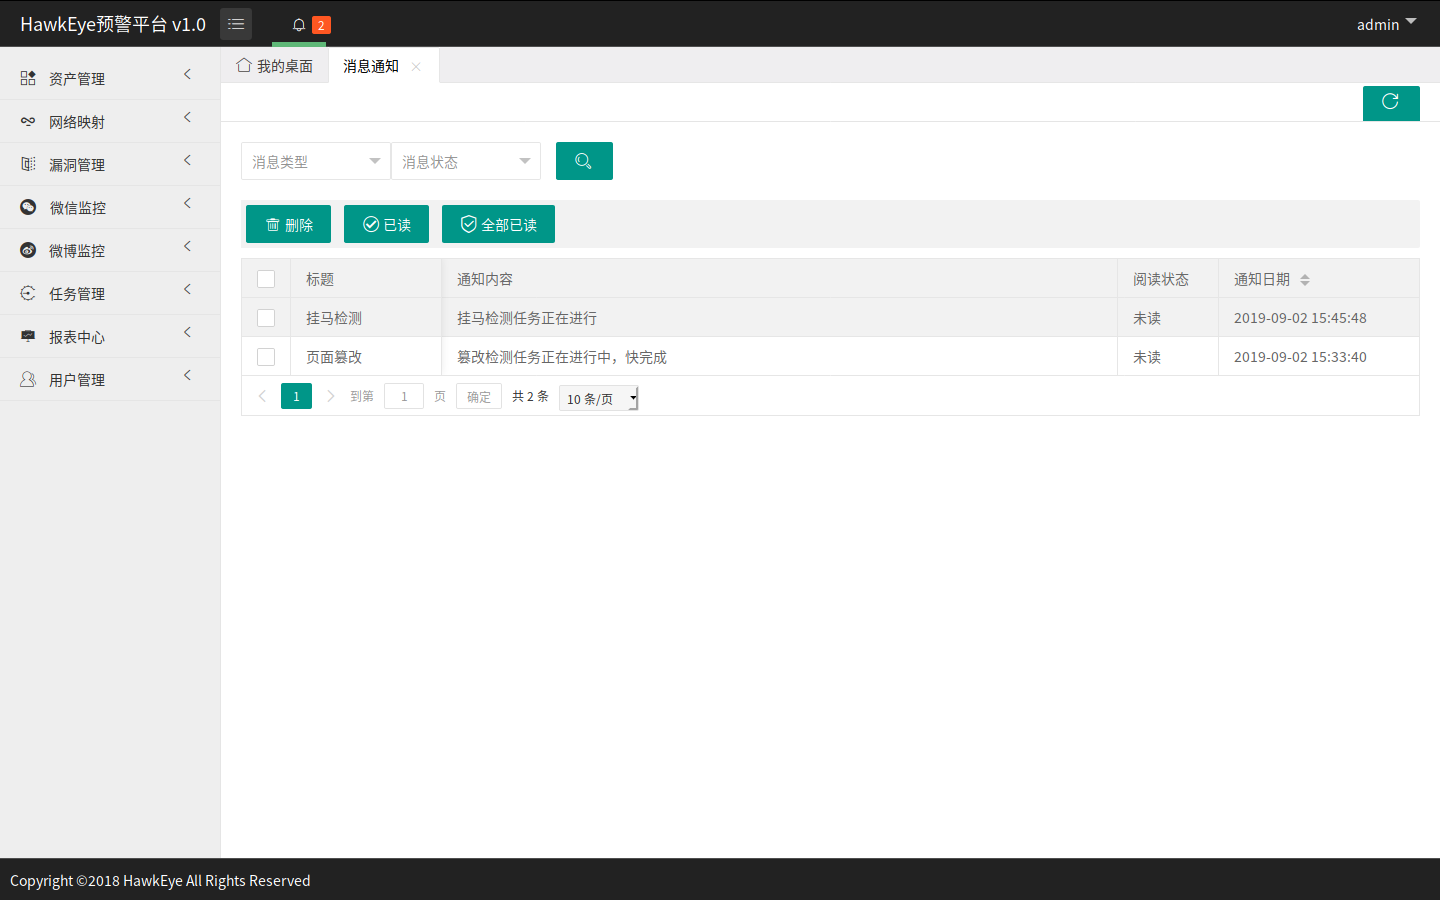 HawkEye预警平台 v1.0
2
admin
资产管理
网络映射
漏洞管理
微信监控
微博监控
任务管理
报表中心
用户管理
我的桌面
消息通知
消息类型
消息状态
删除
已读
全部已读
标题 通知内容 阅读状态 通知日期
挂马检测 挂马检测任务正在进行 未读 2019-09-02 15:45:48
页面篡改 篡改检测任务正在进行中，快完成 未读 2019-09-02 15:33:40
1 到第 1 页 确定 共 2 条 10 条/页
Copyright ©2018 HawkEye All Rights Reserved